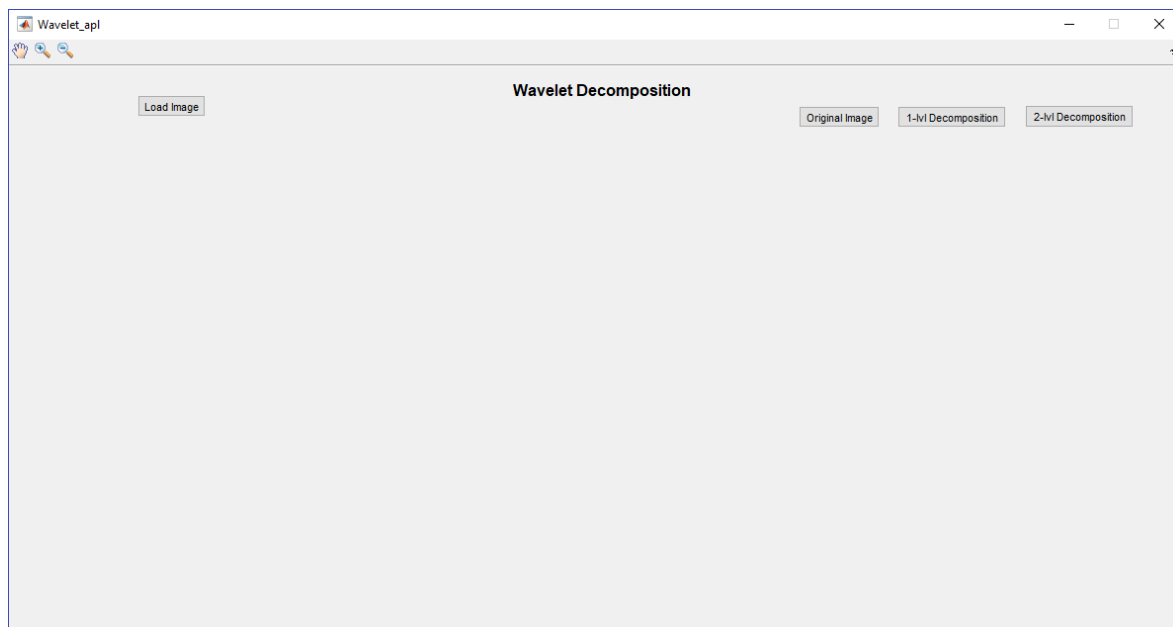 Wavelet_apl
Wavelet Decomposition
Load Image
Original Image
1-lvl Decomposition
2-lvl Decomposition